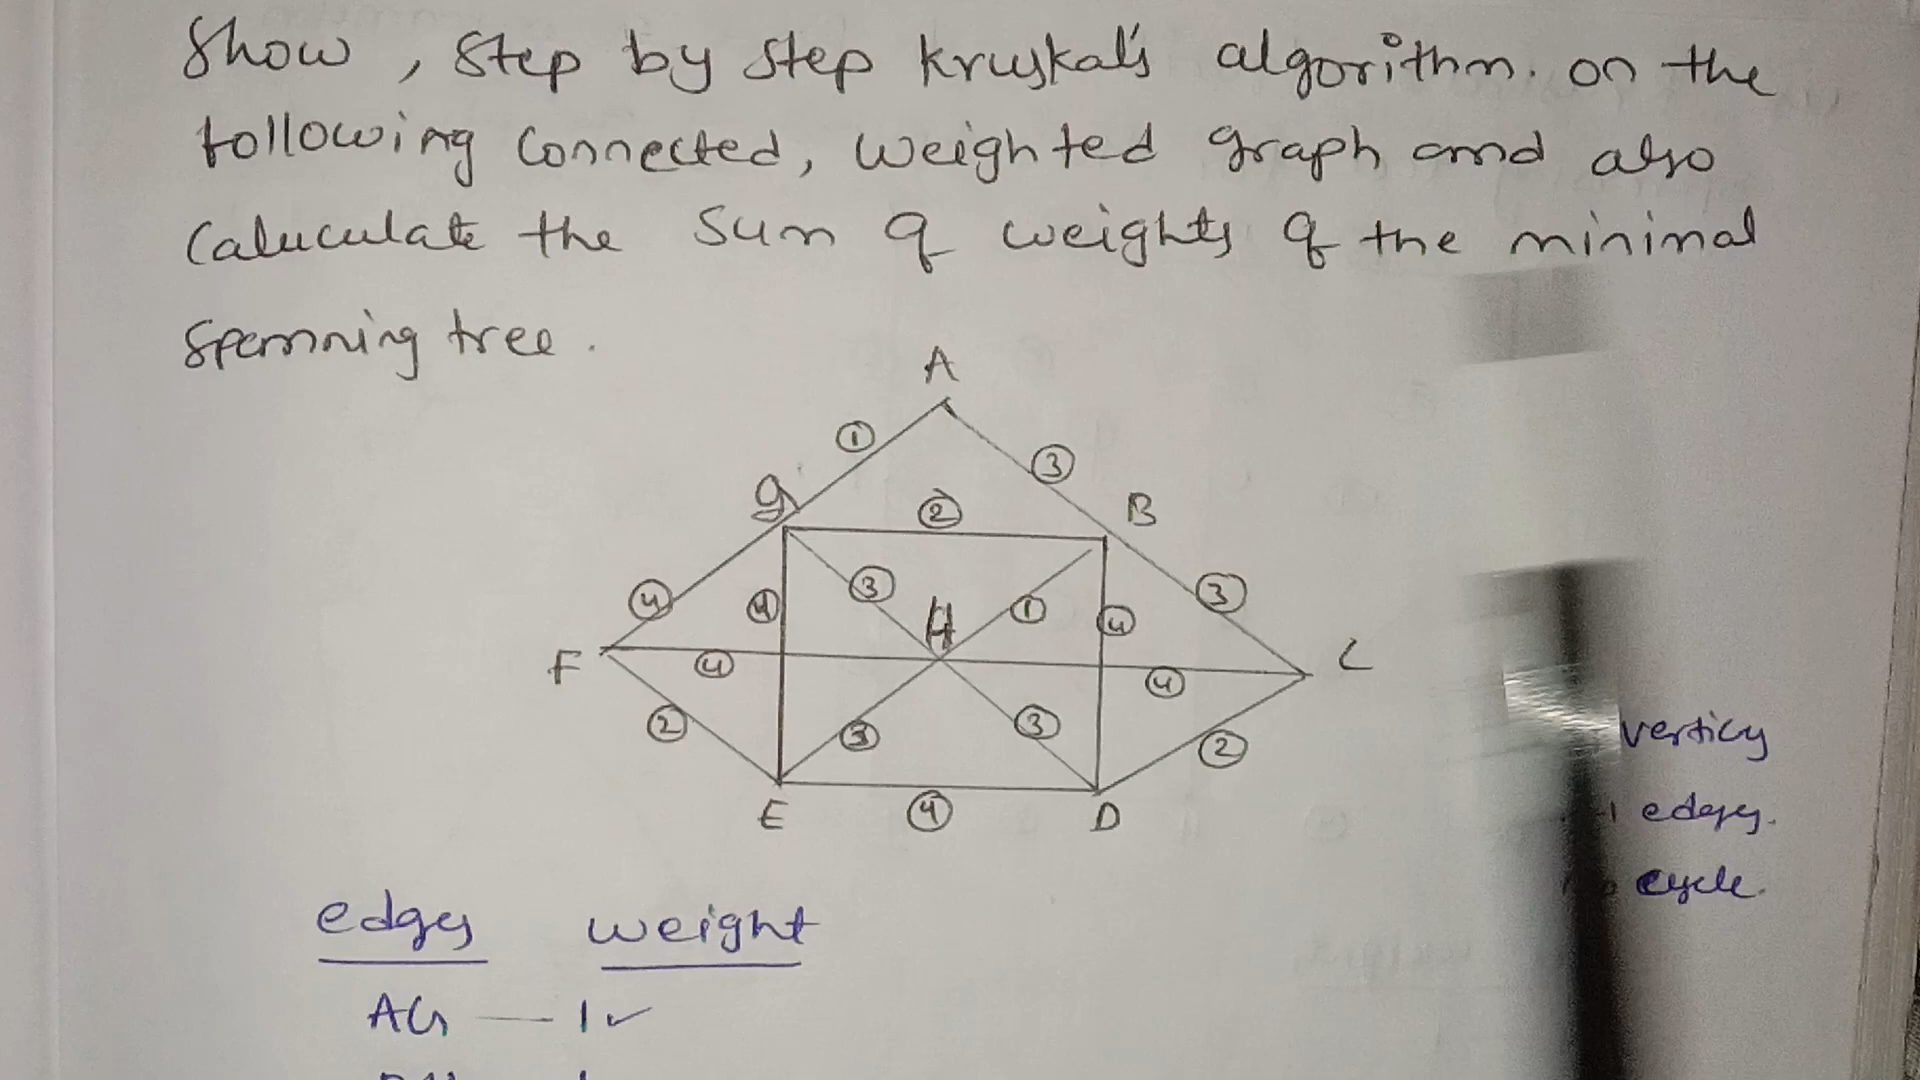 Show, Step by Step Kruskal's algorithm. on the
following Connected, Weighted graph and also
Caluculate the Sum of weights of the minimal
Spanning tree.
A
1
3
G
2
B
4
4
3
H
1
4
3
F
4
4
C
2
3
3
2
E
4
D
vertices
edges.
cycle.
edges weight
AG — 1 ✓